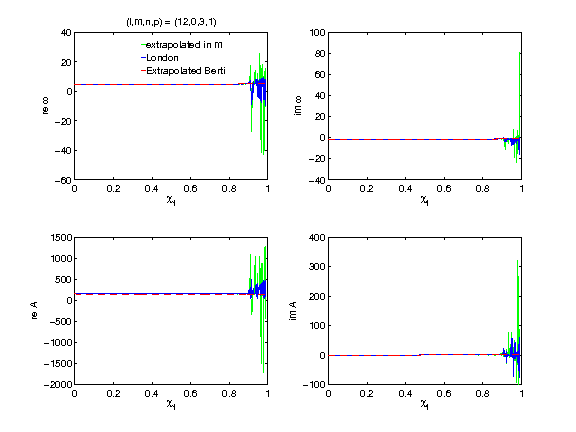 (l,m,n,p) = (12,0,3,1)
40
20
0
−20
−40
−60
re ω
0 0.2 0.4 0.6 0.8 1
χf
extrapolated in m
London
Extrapolated Berti
100
80
60
40
20
0
−20
−40
im ω
0 0.2 0.4 0.6 0.8 1
χf
1500
1000
500
0
−500
−1000
−1500
−2000
re A
0 0.2 0.4 0.6 0.8 1
χf
400
300
200
100
0
−100
im A
0 0.2 0.4 0.6 0.8 1
χf